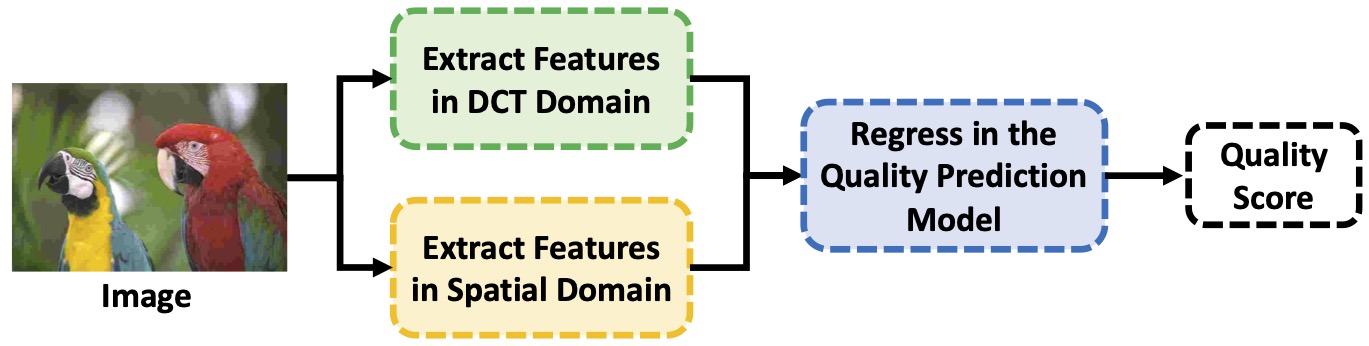 Extract Features
in DCT Domain
Image
Extract Features
in Spatial Domain
Regress in the
Quality Prediction
Model
Quality
Score